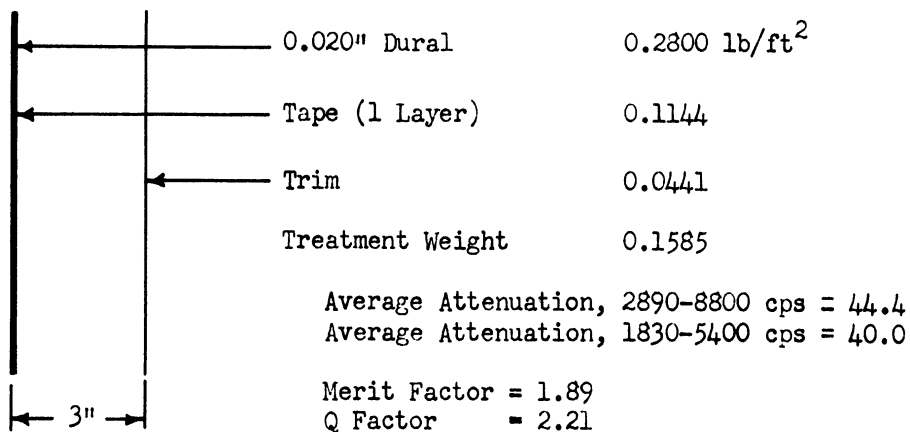 0.020" Dural 0.2800 lb/ft²
Tape (1 Layer) 0.1144
Trim 0.0441
Treatment Weight 0.1585
Average Attenuation, 2890-8800 cps = 44.4
Average Attenuation, 1830-5400 cps = 40.0
Merit Factor = 1.89
Q Factor = 2.21
3"